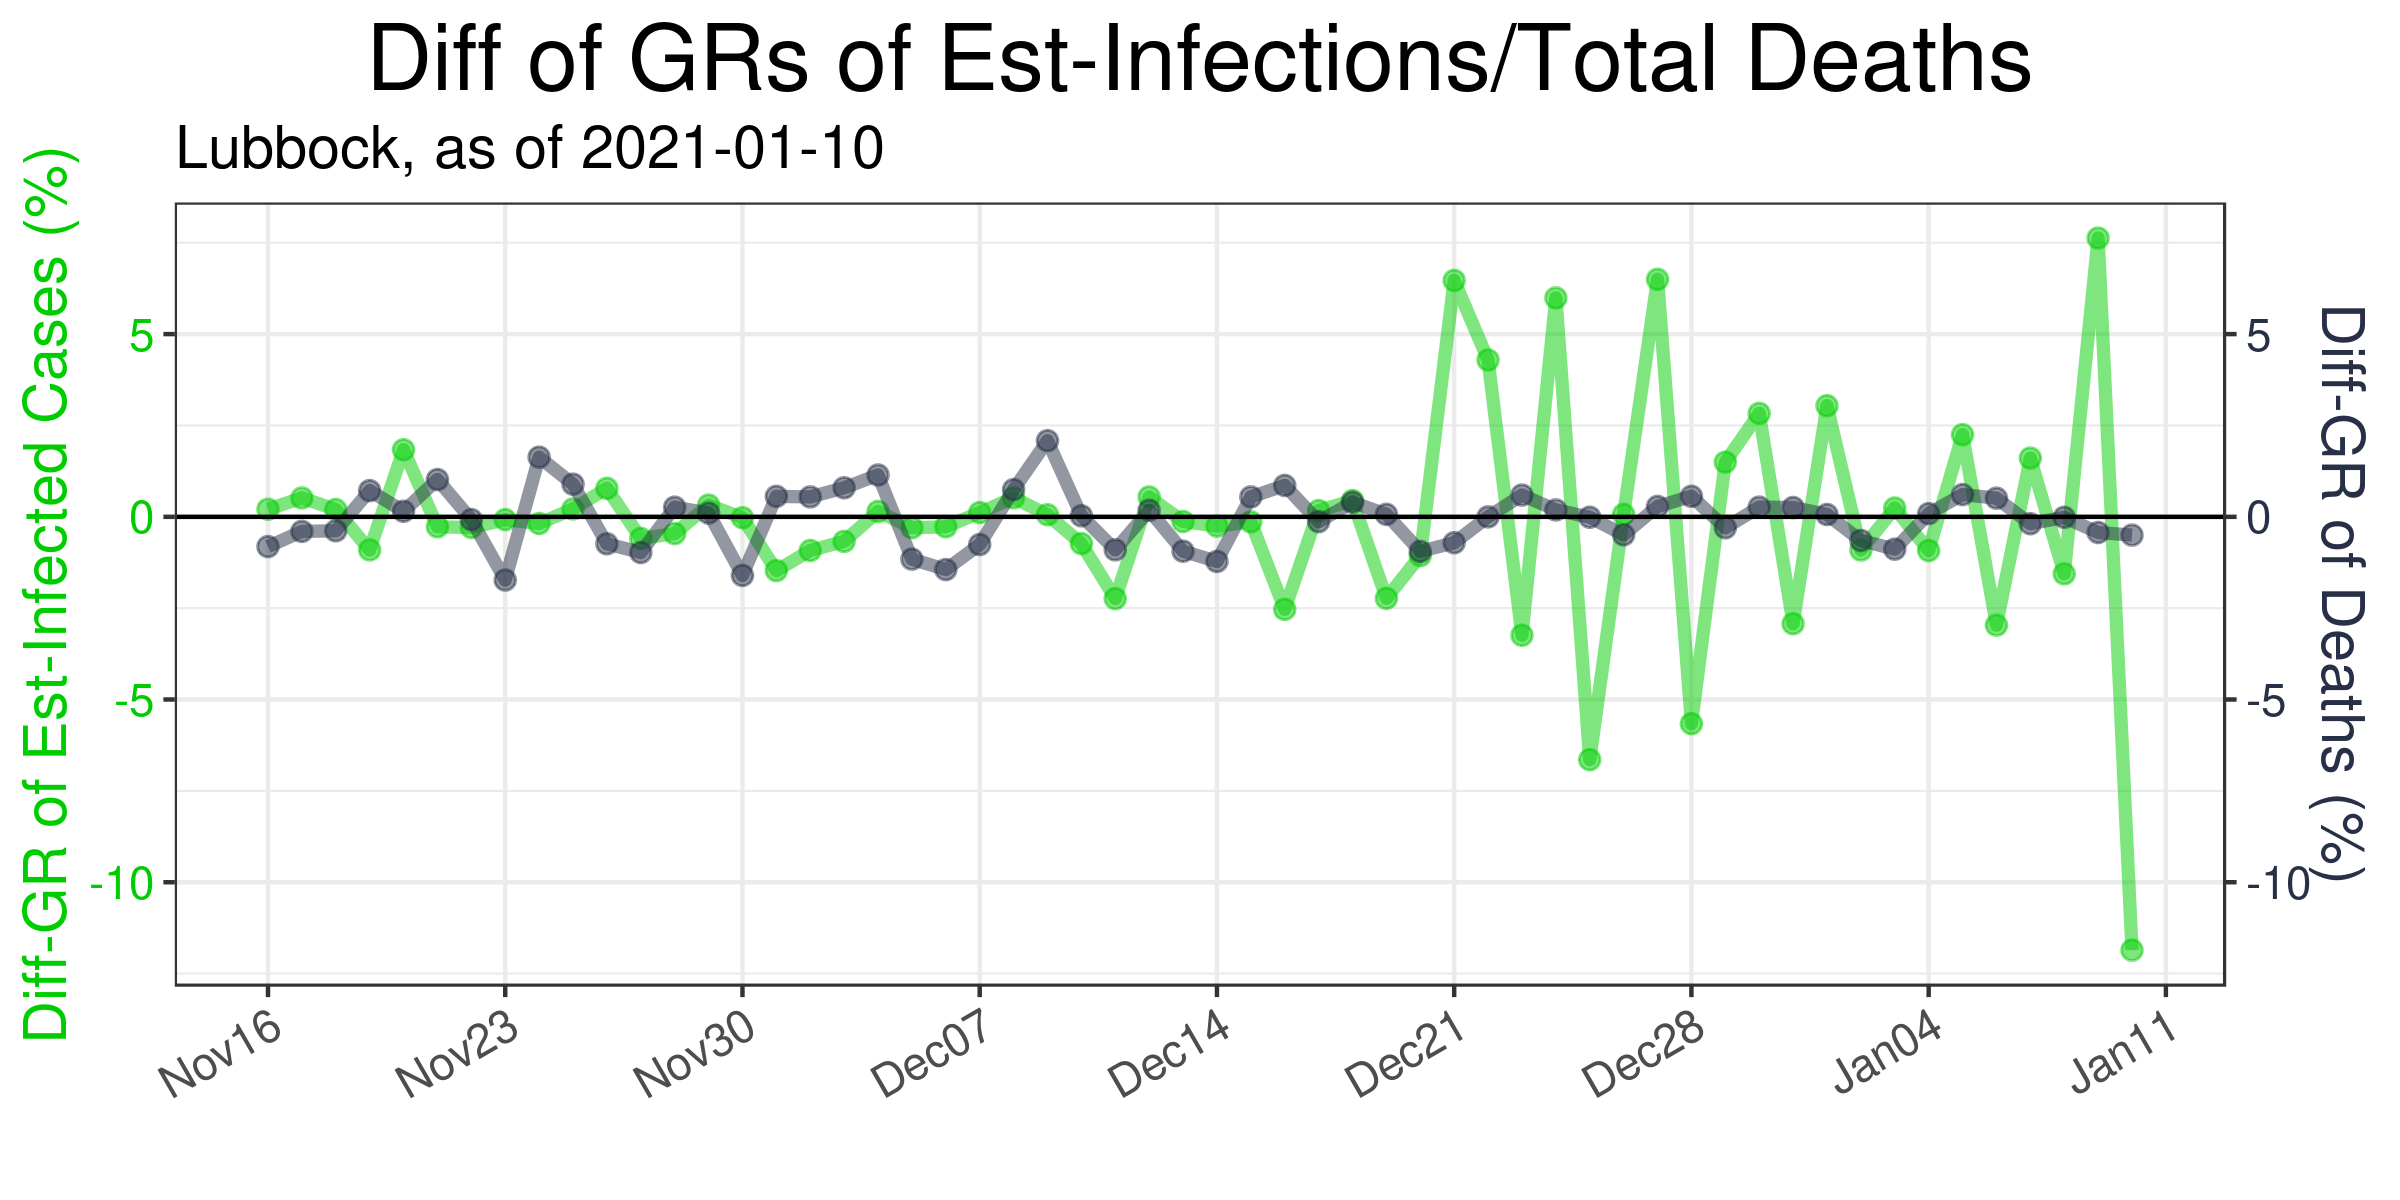 Diff of GRs of Est-Infections/Total Deaths
Lubbock, as of 2021-01-10
Diff-GR of Est-Infected Cases (%)
5
0
-5
-10
5
0
-5
-10
Diff-GR of Deaths (%)
Nov16
Nov23
Nov30
Dec07
Dec14
Dec21
Dec28
Jan04
Jan11